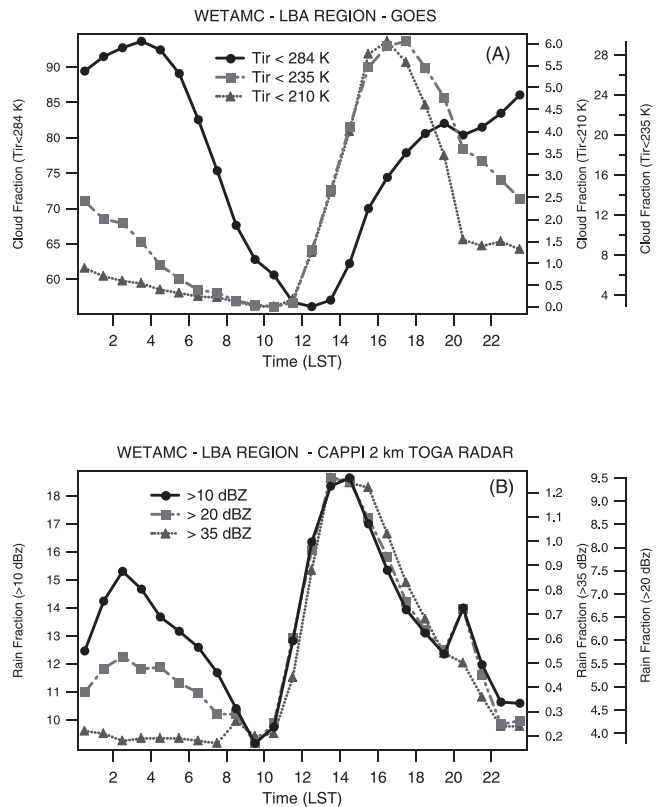 WETAMC - LBA REGION - GOES
(A)
Tir < 284 K
Tir < 235 K
Tir < 210 K
Cloud Fraction (Tir<284 K)
90
85
80
75
70
65
60
6.0
5.5
5.0
4.5
4.0
3.5
3.0
2.5
2.0
1.5
1.0
0.5
0.0
Cloud Fraction (Tir<210 K)
28
24
20
16
12
8
4
Cloud Fraction (Tir<235 K)
2 4 6 8 10 12 14 16 18 20 22
Time (LST)
WETAMC - LBA REGION - CAPPI 2 km TOGA RADAR
(B)
>10 dBZ
> 20 dBZ
> 35 dBZ
Rain Fraction (>10 dBz)
18
17
16
15
14
13
12
11
10
1.2
1.1
1.0
0.9
0.8
0.7
0.6
0.5
0.4
0.3
0.2
Rain Fraction (>35 dBZ)
9.5
9.0
8.5
8.0
7.5
7.0
6.5
6.0
5.5
5.0
4.5
4.0
Rain Fraction (>20 dBZ)
2 4 6 8 10 12 14 16 18 20 22
Time (LST)